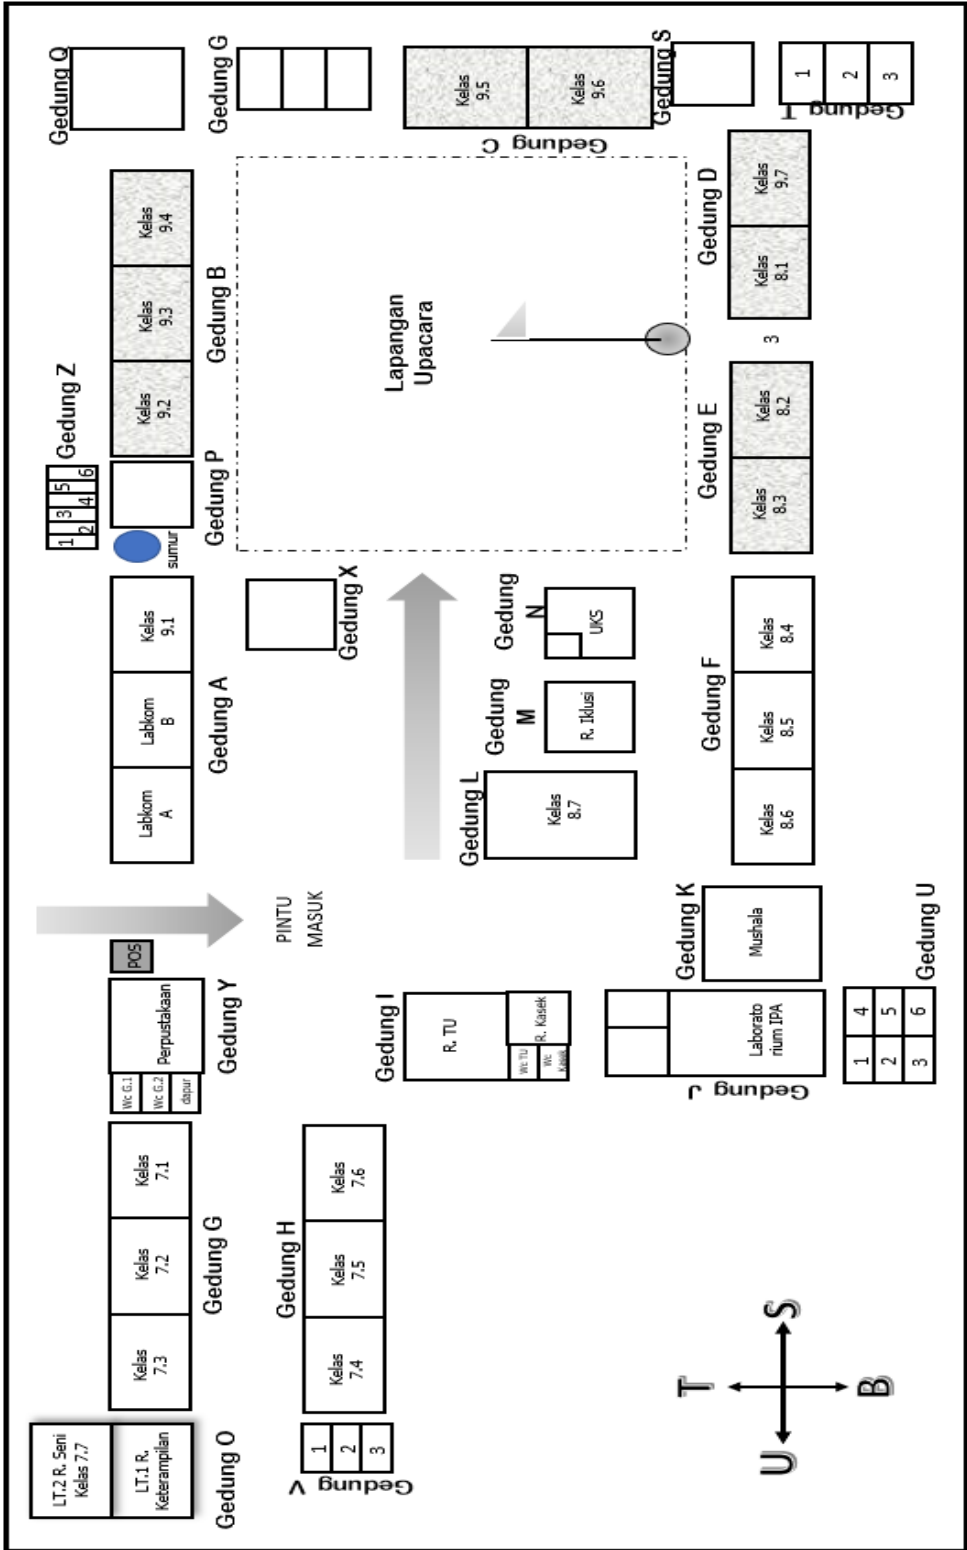 Gedung Q
Gedung G
Kelas
9.5
Kelas
9.6
Gedung C
Gedung S
1
2
3
Gedung T
Kelas
9.4
Kelas
9.3
Kelas
9.2
Gedung B
Gedung Z
1
2
3
4
5
6
Gedung P
sumur
Lapangan
Upacara
Gedung D
Kelas
9.7
Kelas
8.1
3
Gedung E
Kelas
8.2
Kelas
8.3
Kelas
9.1
Labkom
B
Labkom
A
Gedung A
Gedung X
Gedung
N
UKS
Gedung
M
R. Iklusi
Gedung L
Kelas
8.7
Gedung F
Kelas
8.4
Kelas
8.5
Kelas
8.6
PINTU
MASUK
POS
Perpustakaan
Gedung Y
Wc G.1
Wc G.2
dapur
Gedung I
R. TU
R. Kasek
Wc TU
Wc
Kasek
Gedung K
Mushala
Laborato
rium IPA
Gedung J
Gedung U
1
4
2
5
3
6
Kelas
7.1
Kelas
7.2
Kelas
7.3
Gedung G
Gedung H
Kelas
7.6
Kelas
7.5
Kelas
7.4
LT.2 R. Seni
Kelas 7.7
LT.1 R.
Keterampilan
Gedung O
1
2
3
Gedung V
T
S
B
U